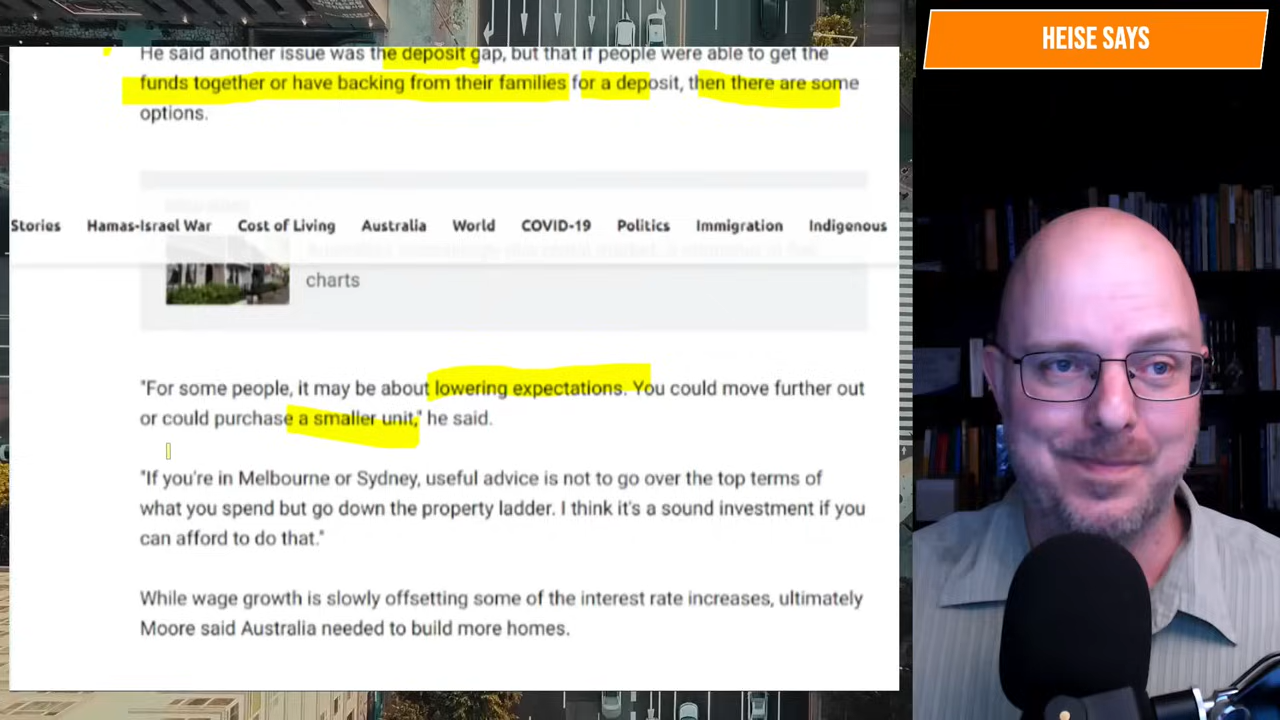 HEISE SAYS
He said another issue was the deposit gap, but that if people were able to get the
funds together or have backing from their families for a deposit, then there are some
options.
Stories Hamas-Israel War Cost of Living Australia World COVID-19 Politics Immigration Indigenous
charts
"For some people, it may be about lowering expectations. You could move further out
or could purchase a smaller unit," he said.
"If you're in Melbourne or Sydney, useful advice is not to go over the top terms of
what you spend but go down the property ladder. I think it's a sound investment if you
can afford to do that."
While wage growth is slowly offsetting some of the interest rate increases, ultimately
Moore said Australia needed to build more homes.